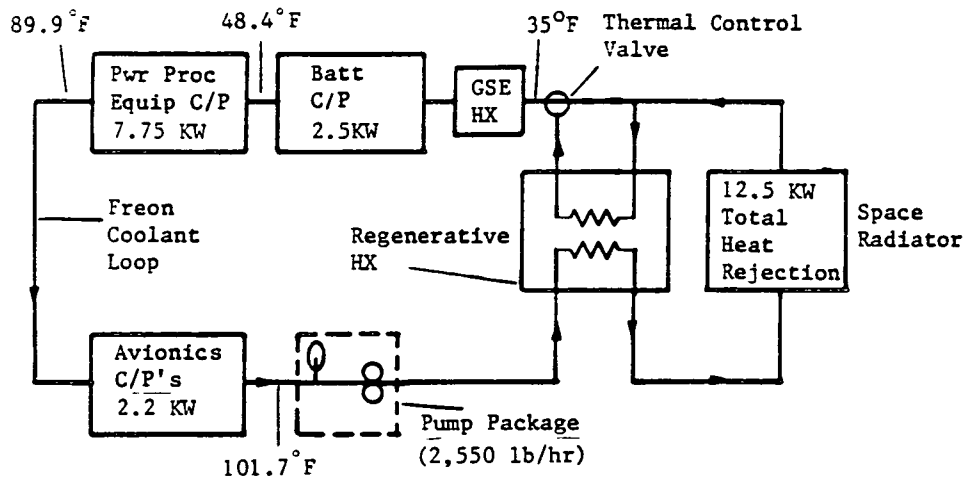 89.9°F
48.4°F
35°F
Thermal Control
Valve
Pwr Proc
Equip C/P
7.75 KW
Batt
C/P
2.5KW
GSE
HX
Freon
Coolant
Loop
Regenerative
HX
12.5 KW
Total
Heat
Rejection
Space
Radiator
Avionics
C/P's
2.2 KW
101.7°F
Pump Package
(2,550 lb/hr)